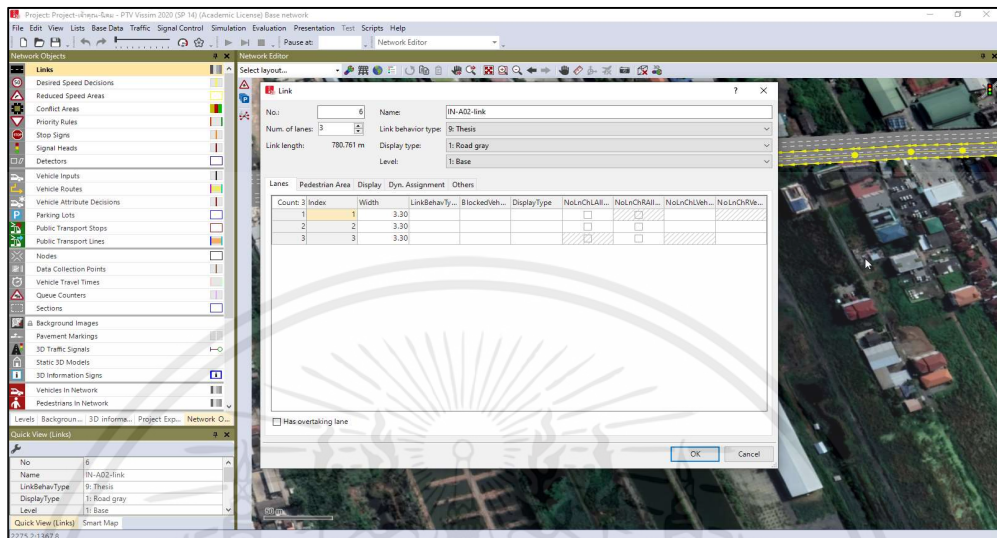 Project: Project-เจ้าคุณ-นิคม - PTV Vissim 2020 (SP 14) (Academic License) Base network
File Edit View Lists Base Data Traffic Signal Control Simulation Evaluation Presentation Test Scripts Help
Pause at: Network Editor
Network Objects
Network Editor
Links
Select layout...
Desired Speed Decisions
Reduced Speed Areas
Conflict Areas
Priority Rules
Stop Signs
Signal Heads
Detectors
Vehicle Inputs
Vehicle Routes
Vehicle Attribute Decisions
Parking Lots
Public Transport Stops
Public Transport Lines
Nodes
Data Collection Points
Vehicle Travel Times
Queue Counters
Sections
Background Images
Pavement Markings
3D Traffic Signals
Static 3D Models
3D Information Signs
Vehicles In Network
Pedestrians In Network
Levels Backgroun... 3D informa... Project Exp... Network O...
Quick View (Links)
No 6
Name IN-A02-link
LinkBehavType 9: Thesis
DisplayType 1: Road gray
Level 1: Base
Quick View (Links) Smart Map
Link ? X
No.: 6 Name: IN-A02-link
Num. of lanes: 3 Link behavior type: 9: Thesis
Link length: 780.761 m Display type: 1: Road gray
Level: 1: Base
Lanes Pedestrian Area Display Dyn. Assignment Others
Count: 3 Index Width LinkBehavTy... BlockedVeh... DisplayType NoLnChLAll... NoLnChRAll... NoLnChLVeh... NoLnChRVe...
1 1 3.30
2 2 3.30
3 3 3.30
Has overtaking lane
OK Cancel
50 m